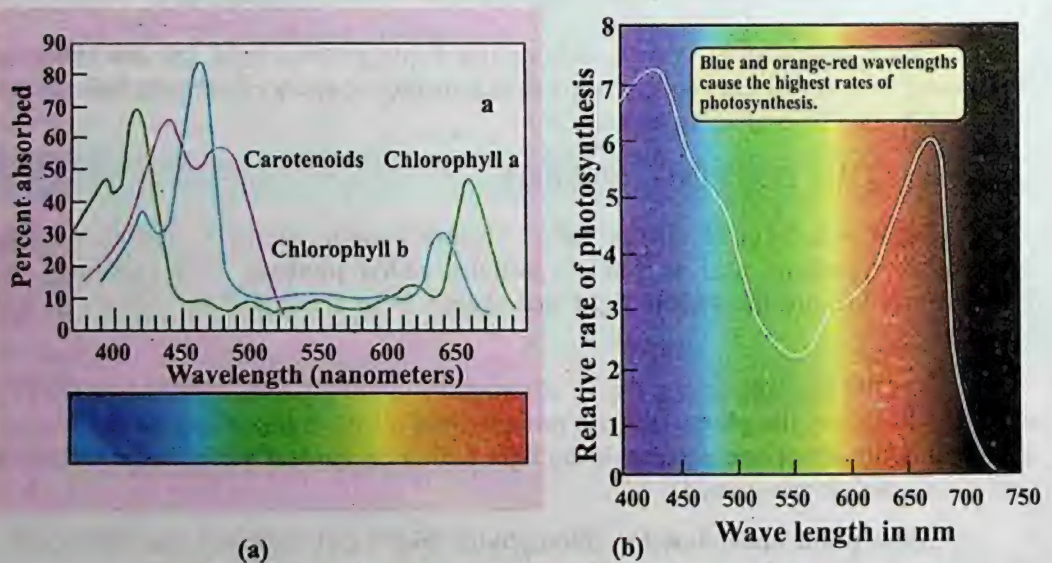 90
80
70
60
50
40
30
20
10
0
Percent absorbed
a
Carotenoids
Chlorophyll a
Chlorophyll b
400 450 500 550 600 650
Wavelength (nanometers)
(a)
8
7
6
5
4
3
2
1
0
Relative rate of photosynthesis
Blue and orange-red wavelengths
cause the highest rates of
photosynthesis.
400 450 500 550 600 650 700 750
Wave length in nm
(b)